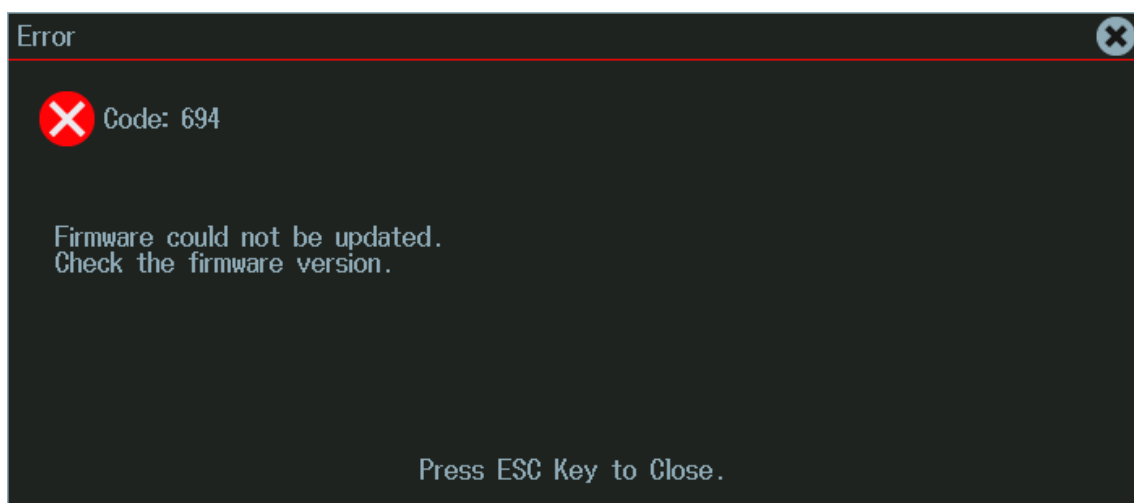 Error
Code: 694
Firmware could not be updated.
Check the firmware version.
Press ESC Key to Close.